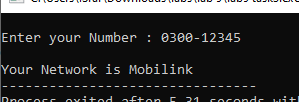 Enter your Number : 0300-12345
Your Network is Mobilink
--------------------------------
Process exited after 5.31 seconds with